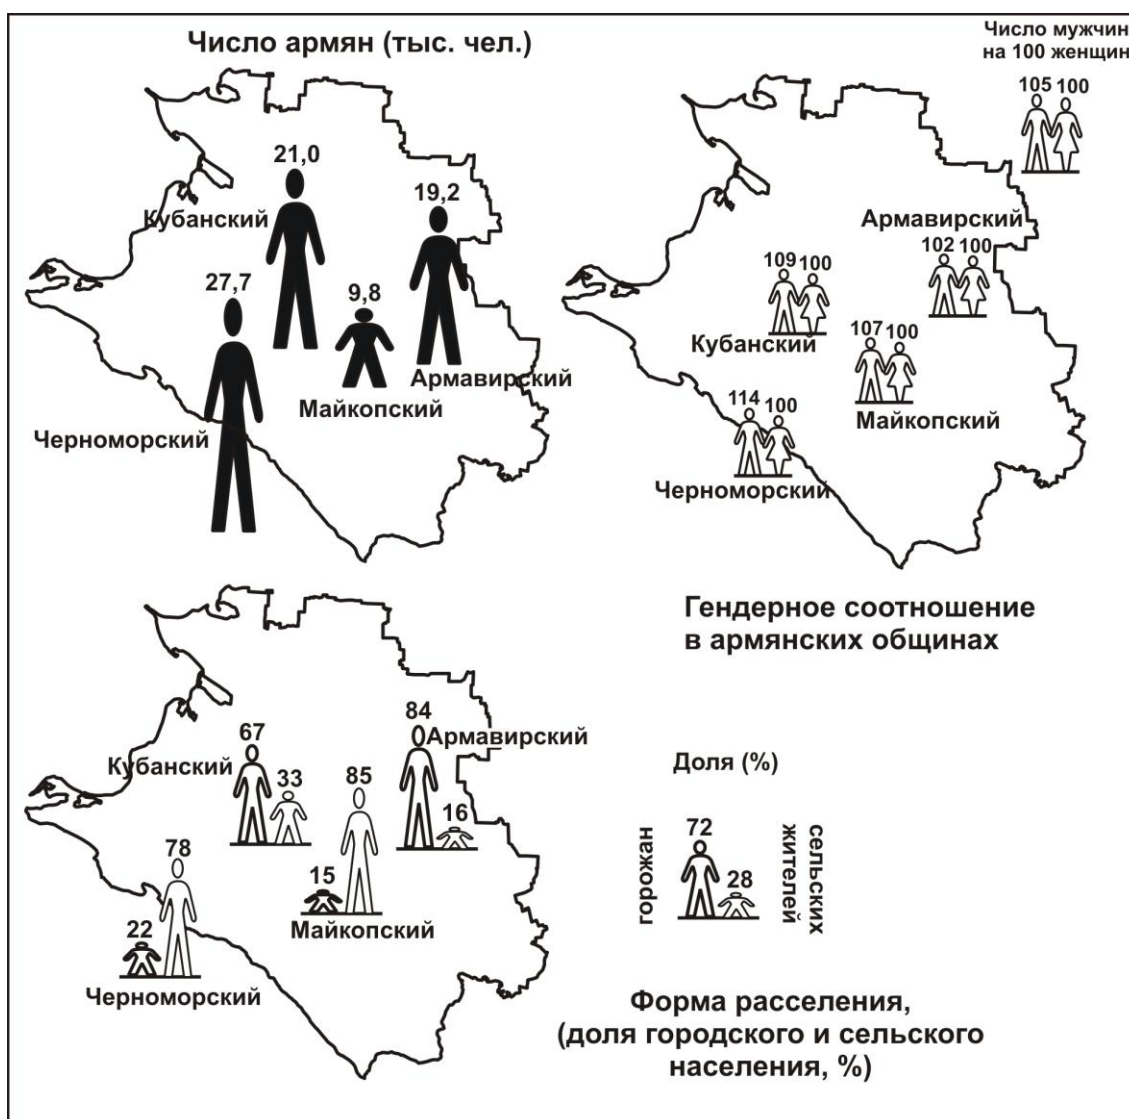 Число армян (тыс. чел.)
21,0
Кубанский
19,2
27,7
9,8
Армавирский
Майкопский
Черноморский
Число мужчин
на 100 женщин
105 100
Армавирский
102 100
109 100
Кубанский
107 100
Майкопский
114 100
Черноморский
Гендерное соотношение
в армянских общинах
84
Армавирский
67
Кубанский
33
85
16
78
15
Майкопский
22
Черноморский
Доля (%)
горожан
72
28
сельских
жителей
Форма расселения,
(доля городского и сельского
населения, %)